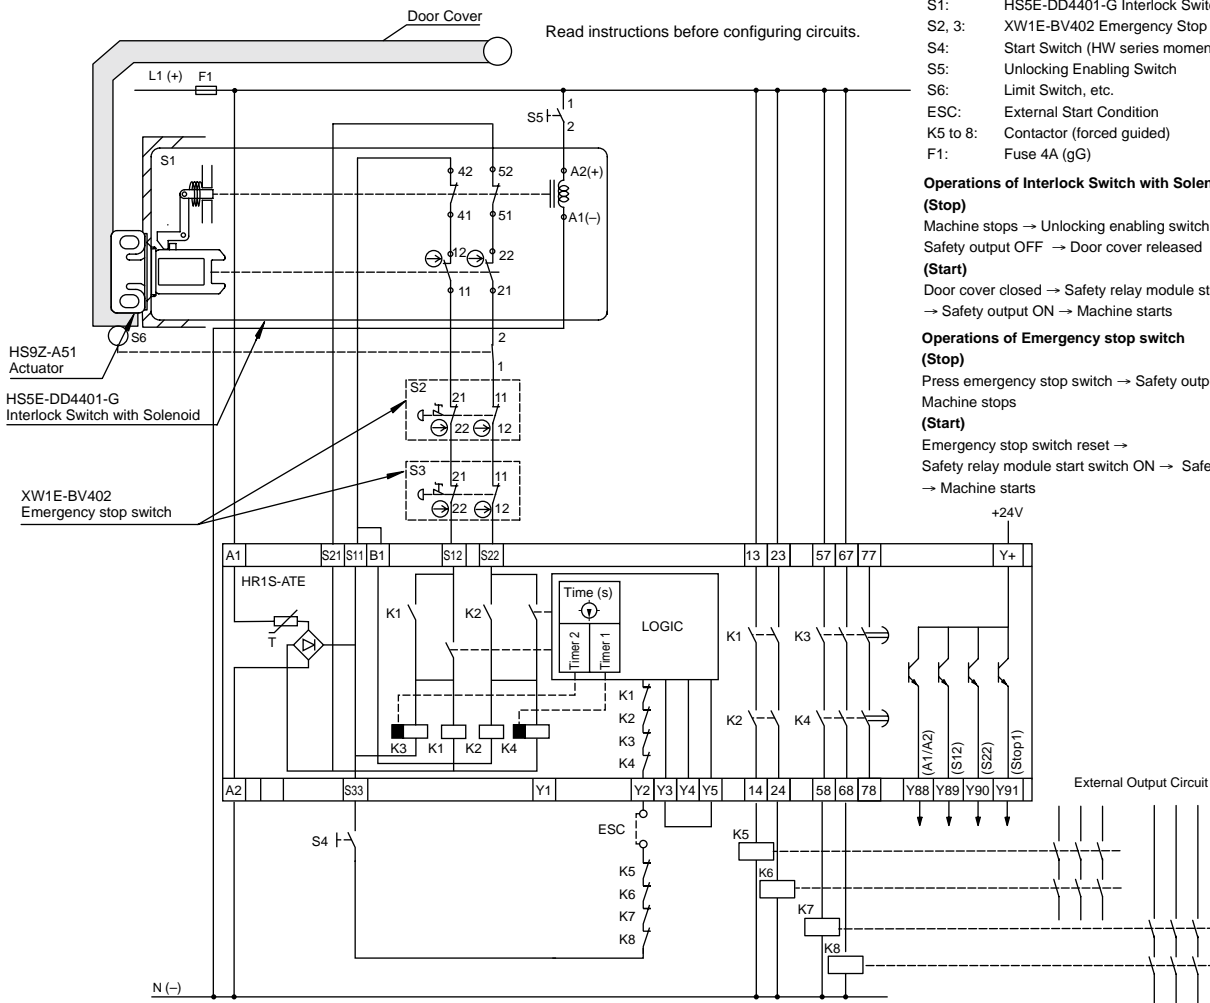 Door Cover
Read instructions before configuring circuits.
S1: HS5E-DD4401-G Interlock
S2, 3: XW1E-BV402 Emergency Stop
S4: Start Switch (HW series
S5: Unlocking Enabling Switch
S6: Limit Switch, etc.
ESC: External Start Condition
K5 to 8: Contactor (forced guided)
F1: Fuse 4A (gG)
Operations of Interlock Switch with
(Stop)
Machine stops → Unlocking enabling switch
Safety output OFF → Door cover released
(Start)
Door cover closed → Safety relay module
→ Safety output ON → Machine starts
Operations of Emergency stop switch
(Stop)
Press emergency stop switch → Safety
Machine stops
(Start)
Emergency stop switch reset →
Safety relay module start switch ON →
→ Machine starts
L1 (+) F1
S5 1
2
S1
42 52 A2(+)
41 51 A1(–)
12 22
11 21
S6
2
1
HS9Z-A51
Actuator
HS5E-DD4401-G
Interlock Switch with Solenoid
S2
21 11
22 12
S3
21 11
22 12
XW1E-BV402
Emergency stop switch
+24V
A1 S21 S11 B1 S12 S22 13 23 57 67 77 Y+
HR1S-ATE
T
K1 K2
Time (s)
Timer 2 Timer 1
LOGIC
K1 K3
K2 K4
K1
K2
K3
K4
K3 K1 K2 K4
(A1/A2) (S12) (S22) (Stop1)
A2 S33 Y1 Y2 Y3 Y4 Y5 14 24 58 68 78 Y88 Y89 Y90 Y91
External Output Circuit
S4
ESC
K5
K6
K7
K8
K5
K6
K7
K8
N (–)